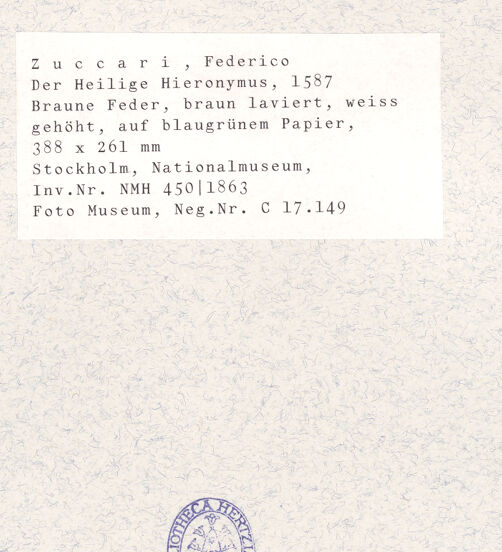 Z u c c a r i , Federico
Der Heilige Hieronymus, 1587
Braune Feder, braun laviert, weiss
gehöht, auf blaugrünem Papier,
388 x 261 mm
Stockholm, Nationalmuseum,
Inv.Nr. NMH 450|1863
Foto Museum, Neg.Nr. C 17.149